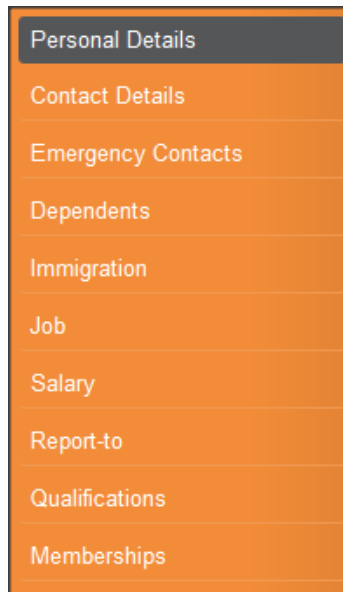 Personal Details
Contact Details
Emergency Contacts
Dependents
Immigration
Job
Salary
Report-to
Qualifications
Memberships